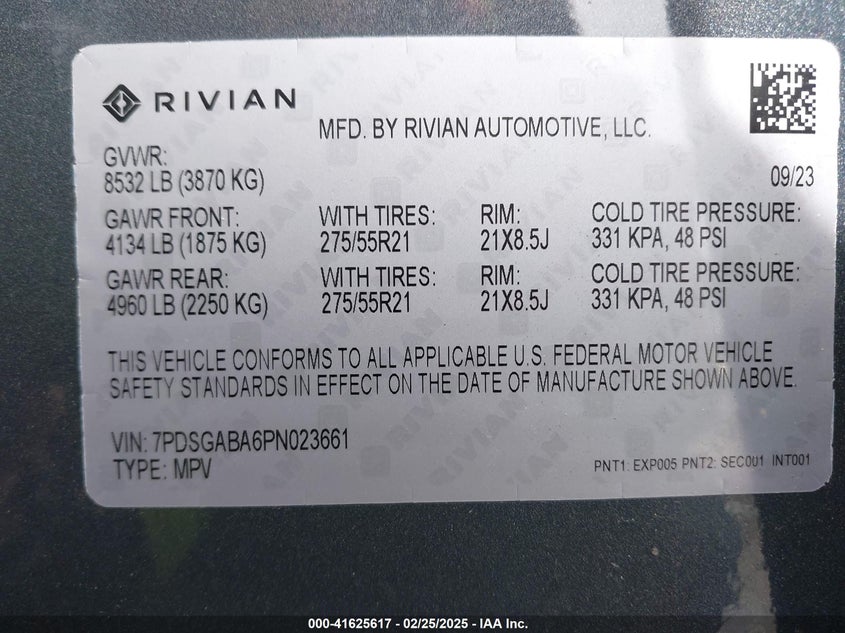 RIVIAN
MFD. BY RIVIAN AUTOMOTIVE, LLC.
GVWR:
8532 LB (3870 KG)
09/23
GAWR FRONT: WITH TIRES: RIM: COLD TIRE PRESSURE:
4134 LB (1875 KG) 275/55R21 21X8.5J 331 KPA, 48 PSI
GAWR REAR: WITH TIRES: RIM: COLD TIRE PRESSURE:
4960 LB (2250 KG) 275/55R21 21X8.5J 331 KPA, 48 PSI
THIS VEHICLE CONFORMS TO ALL APPLICABLE U.S. FEDERAL MOTOR VEHICLE
SAFETY STANDARDS IN EFFECT ON THE DATE OF MANUFACTURE SHOWN ABOVE.
VIN: 7PDSGABA6PN023661
TYPE: MPV
PNT1: EXP005 PNT2: SEC001 INT001
000-41625617 - 02/25/2025 - IAA Inc.